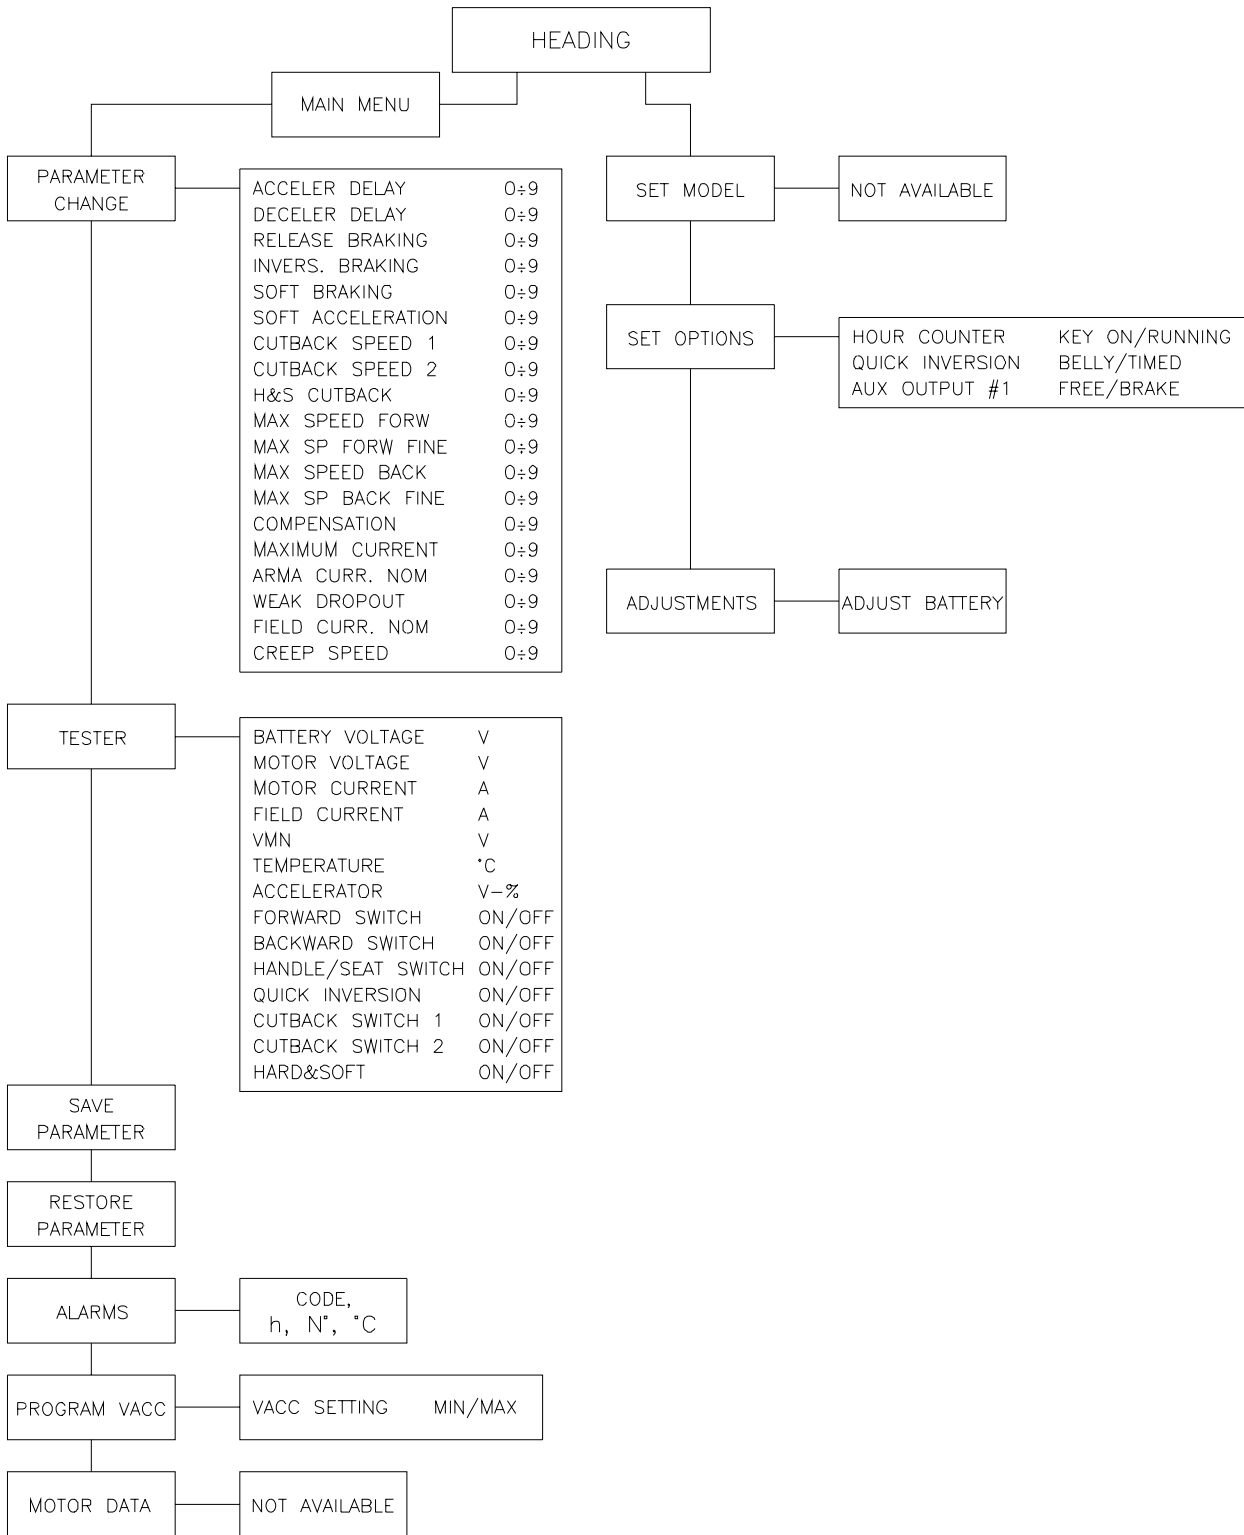 HEADING
MAIN MENU
PARAMETER
CHANGE
ACCELER DELAY 0÷9
DECELER DELAY 0÷9
RELEASE BRAKING 0÷9
INVERS. BRAKING 0÷9
SOFT BRAKING 0÷9
SOFT ACCELERATION 0÷9
CUTBACK SPEED 1 0÷9
CUTBACK SPEED 2 0÷9
H&S CUTBACK 0÷9
MAX SPEED FORW 0÷9
MAX SP FORW FINE 0÷9
MAX SPEED BACK 0÷9
MAX SP BACK FINE 0÷9
COMPENSATION 0÷9
MAXIMUM CURRENT 0÷9
ARMA CURR. NOM 0÷9
WEAK DROPOUT 0÷9
FIELD CURR. NOM 0÷9
CREEP SPEED 0÷9
SET MODEL
NOT AVAILABLE
SET OPTIONS
HOUR COUNTER KEY ON/RUNNING
QUICK INVERSION BELLY/TIMED
AUX OUTPUT #1 FREE/BRAKE
ADJUSTMENTS
ADJUST BATTERY
TESTER
BATTERY VOLTAGE V
MOTOR VOLTAGE V
MOTOR CURRENT A
FIELD CURRENT A
VMN V
TEMPERATURE °C
ACCELERATOR V-%
FORWARD SWITCH ON/OFF
BACKWARD SWITCH ON/OFF
HANDLE/SEAT SWITCH ON/OFF
QUICK INVERSION ON/OFF
CUTBACK SWITCH 1 ON/OFF
CUTBACK SWITCH 2 ON/OFF
HARD&SOFT ON/OFF
SAVE
PARAMETER
RESTORE
PARAMETER
ALARMS
CODE,
h, N°, °C
PROGRAM VACC
VACC SETTING MIN/MAX
MOTOR DATA
NOT AVAILABLE